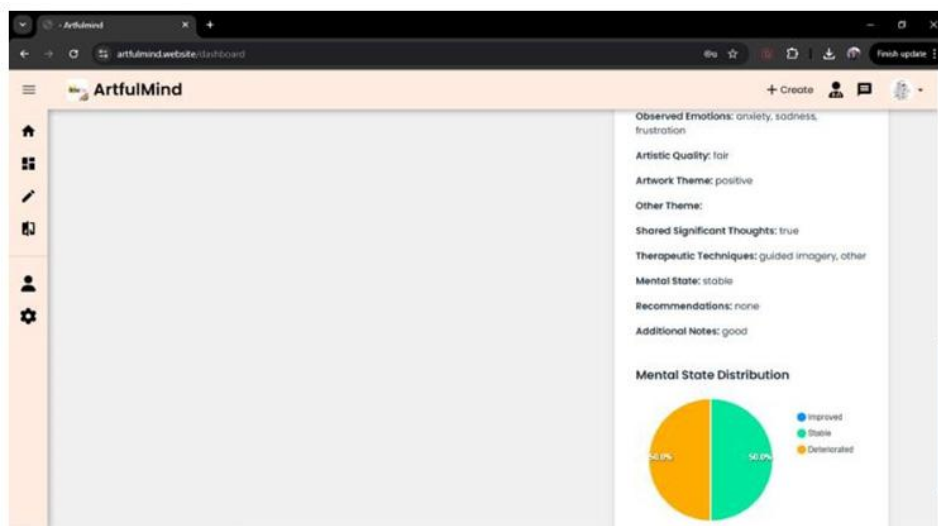 - Artfulmind
artfulmind.website/dashboard
Finish update
ArtfulMind
+ Create
Observed Emotions: anxiety, sadness,
frustration
Artistic Quality: fair
Artwork Theme: positive
Other Theme:
Shared Significant Thoughts: true
Therapeutic Techniques: guided imagery, other
Mental State: stable
Recommendations: none
Additional Notes: good
Mental State Distribution
Improved
Stable
Deteriorated
50.0% 50.0%